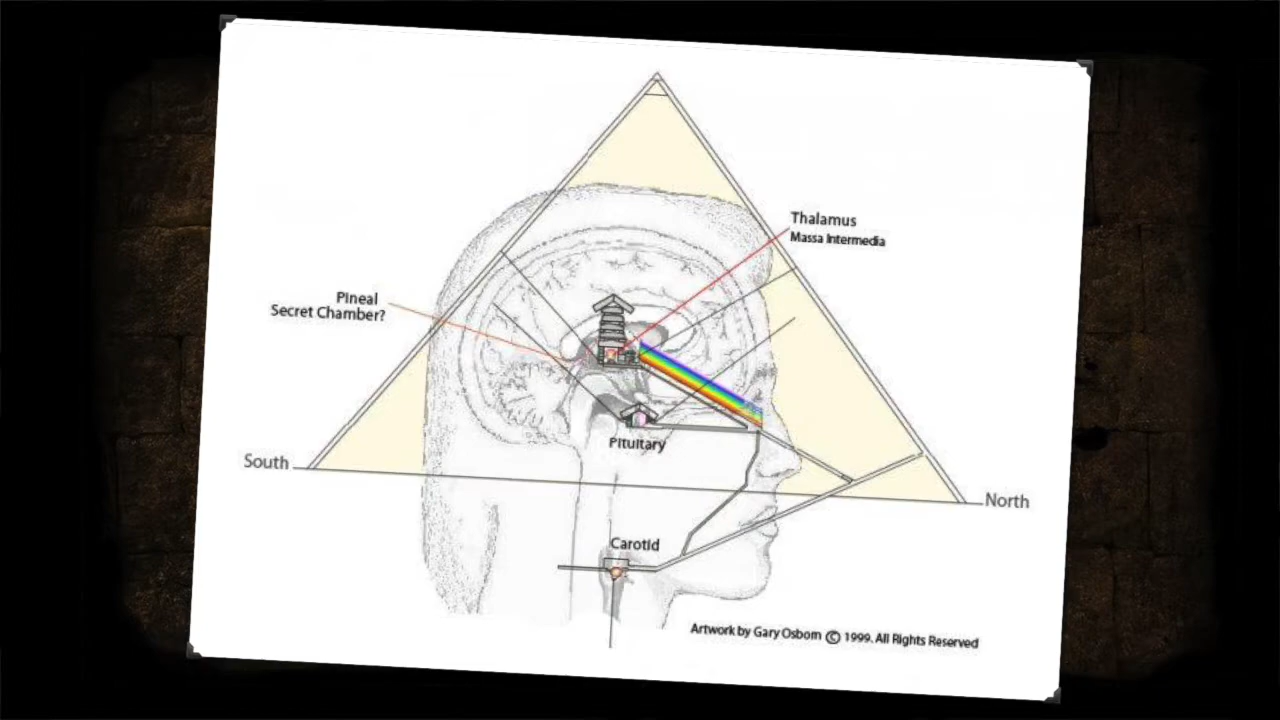 Thalamus
Massa Intermedia
Pineal
Secret Chamber?
Pituitary
South
North
Carotid
Artwork by Gary Osborn © 1999. All Rights Reserved